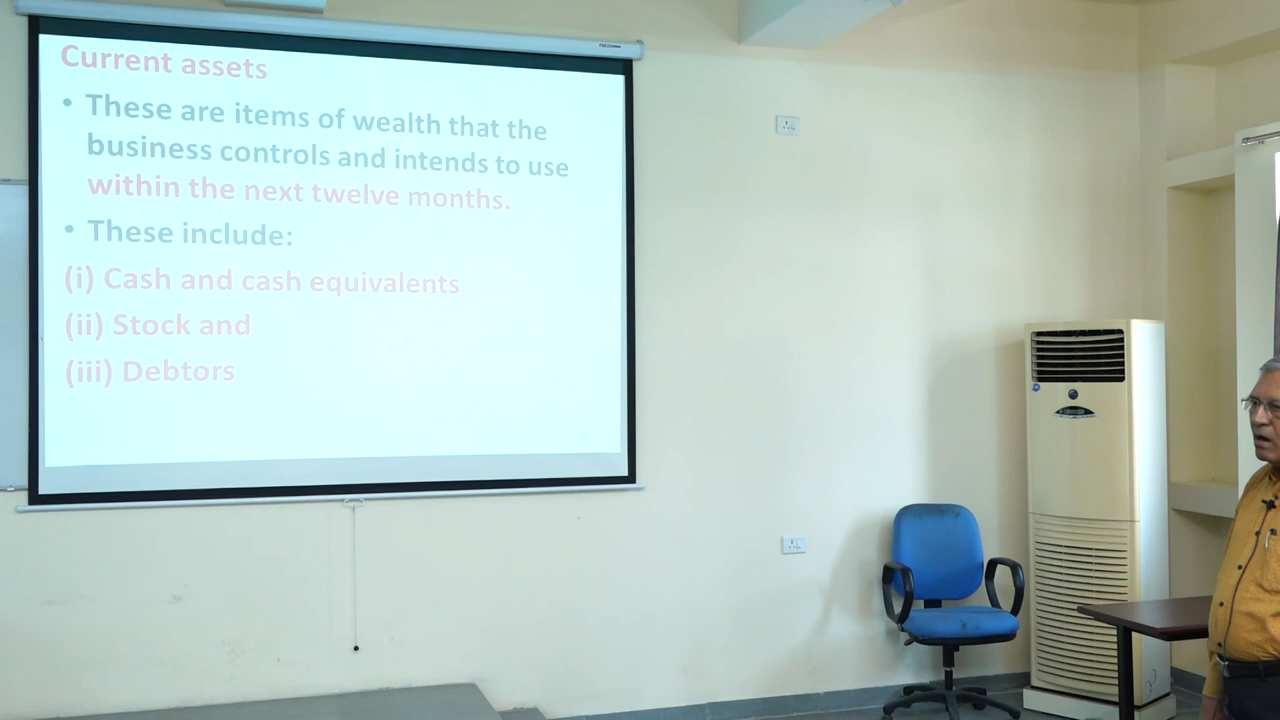 Current assets
• These are items of wealth that the
business controls and intends to use
within the next twelve months.
• These include:
(i) Cash and cash equivalents
(ii) Stock and
(iii) Debtors